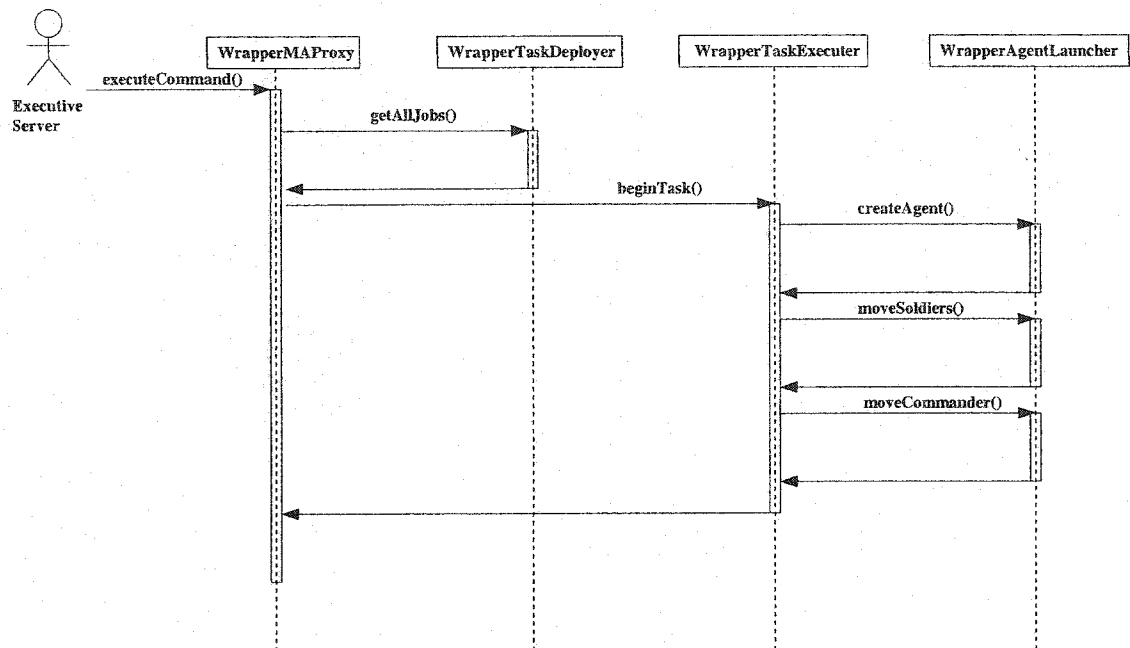 WrapperMAProxy
WrapperTaskDeployer
WrapperTaskExecuter
WrapperAgentLauncher
executeCommand()
Executive
Server
getAllJobs()
beginTask()
createAgent()
moveSoldiers()
moveCommander()